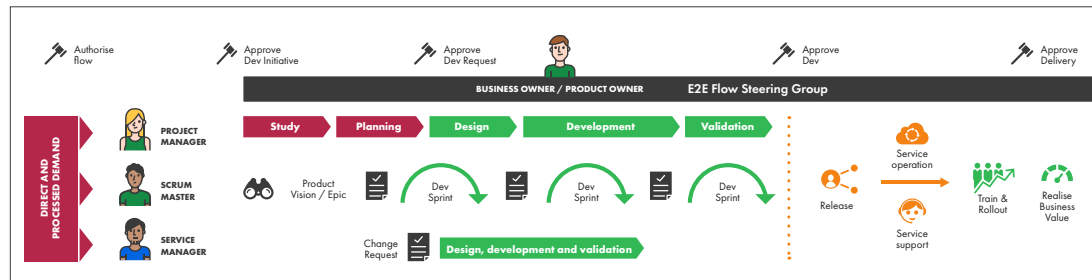 Authorise
flow
Approve
Dev Initiative
Approve
Dev Request
Approve
Dev
Approve
Delivery
BUSINESS OWNER / PRODUCT OWNER
E2E Flow Steering Group
DIRECT AND
PROCESSED DEMAND
PROJECT
MANAGER
SCRUM
MASTER
SERVICE
MANAGER
Study
Planning
Design
Development
Validation
Product
Vision / Epic
Dev
Sprint
Dev
Sprint
Dev
Sprint
Change
Request
Design, development and validation
Release
Service
operation
Service
support
Train &
Rollout
Realise
Business
Value